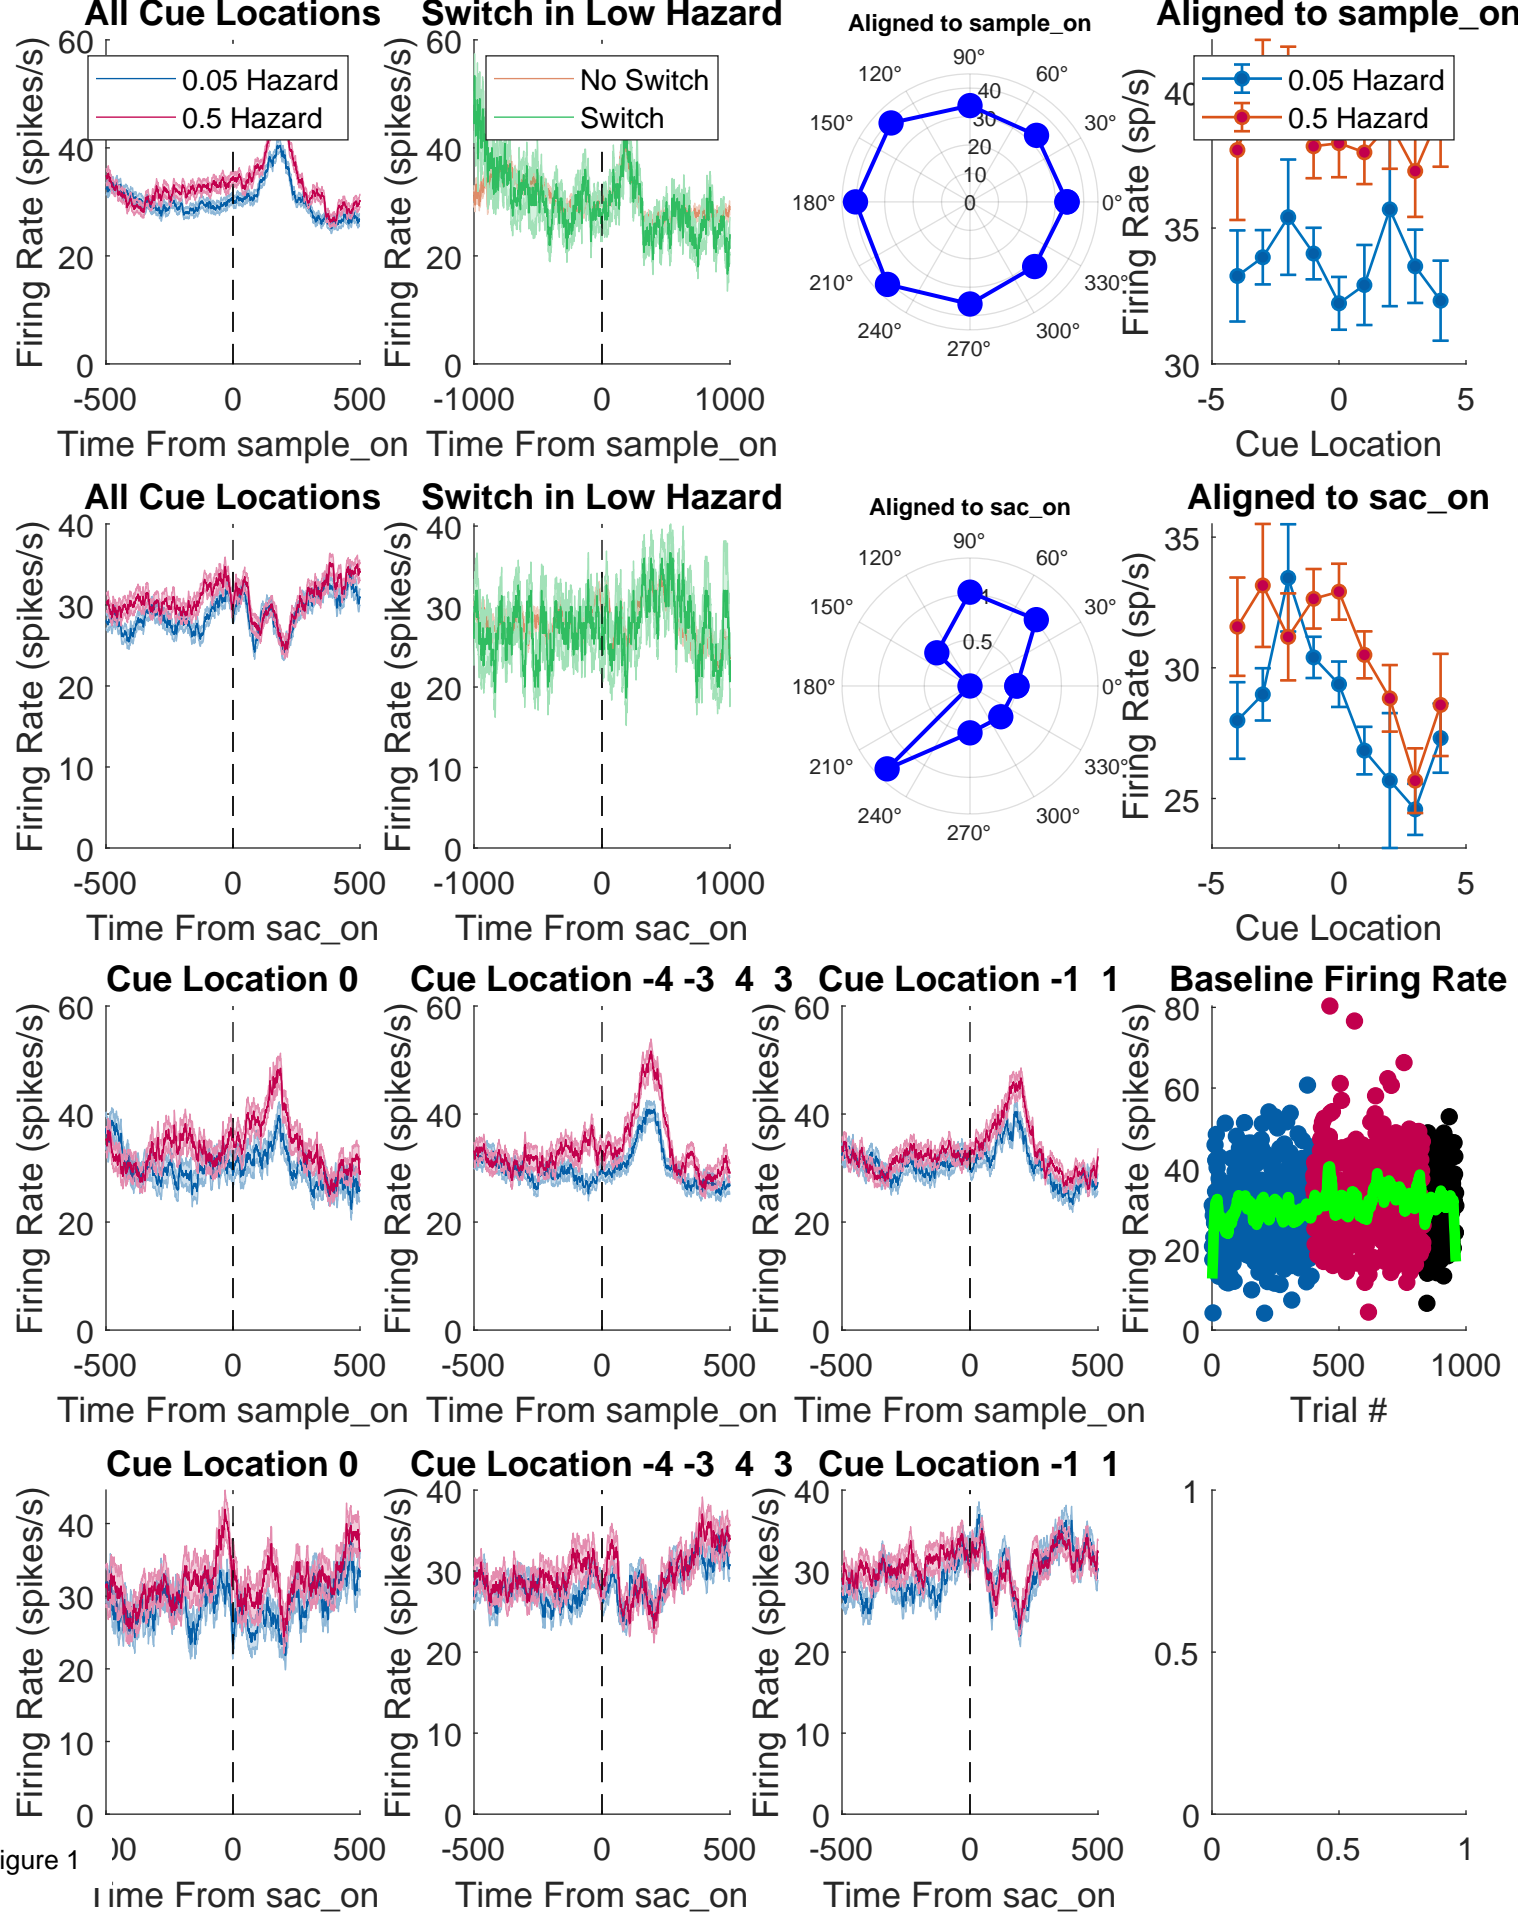 All Cue Locations
Firing Rate (spikes/s)
60
40
20
0
-500
0
500
Time From sample_on
0.05 Hazard
0.5 Hazard
Switch in Low Hazard
Firing Rate (spikes/s)
60
40
20
0
-1000
0
1000
Time From sample_on
No Switch
Switch
Aligned to sample_on
90°
60°
30°
0°
330°
300°
270°
240°
210°
180°
150°
120°
0
10
20
30
40
Aligned to sample_on
Firing Rate (sp/s)
40
35
30
-5
0
5
Cue Location
0.05 Hazard
0.5 Hazard
All Cue Locations
Firing Rate (spikes/s)
40
30
20
10
0
-500
0
500
Time From sac_on
Switch in Low Hazard
Firing Rate (spikes/s)
40
30
20
10
0
-1000
0
1000
Time From sac_on
Aligned to sac_on
90°
60°
30°
0°
330°
300°
270°
240°
210°
180°
150°
120°
0.5
1
Aligned to sac_on
Firing Rate (sp/s)
35
30
25
-5
0
5
Cue Location
Cue Location 0
Firing Rate (spikes/s)
60
40
20
0
-500
0
500
Time From sample_on
Cue Location -4 -3 4 3
Firing Rate (spikes/s)
60
40
20
0
-500
0
500
Time From sample_on
Cue Location -1 1
Firing Rate (spikes/s)
60
40
20
0
-500
0
500
Time From sample_on
Baseline Firing Rate
Firing Rate (spikes/s)
80
60
40
20
0
0
500
1000
Trial #
Cue Location 0
Firing Rate (spikes/s)
40
30
20
10
0
00
0
500
Time From sac_on
Cue Location -4 -3 4 3
Firing Rate (spikes/s)
40
30
20
10
0
-500
0
500
Time From sac_on
Cue Location -1 1
Firing Rate (spikes/s)
40
30
20
10
0
-500
0
500
Time From sac_on
1
0.5
0
0
0.5
1
igure 1